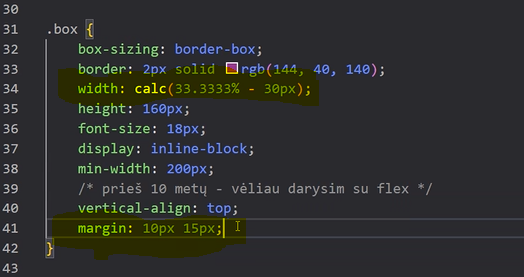 30
31 .box {
32 box-sizing: border-box;
33 border: 2px solid rgb(144, 40, 140);
34 width: calc(33.3333% - 30px);
35 height: 160px;
36 font-size: 18px;
37 display: inline-block;
38 min-width: 200px;
39 /* prieš 10 metų - vėliau darysim su flex */
40 vertical-align: top;
41 margin: 10px 15px;
42 }
43